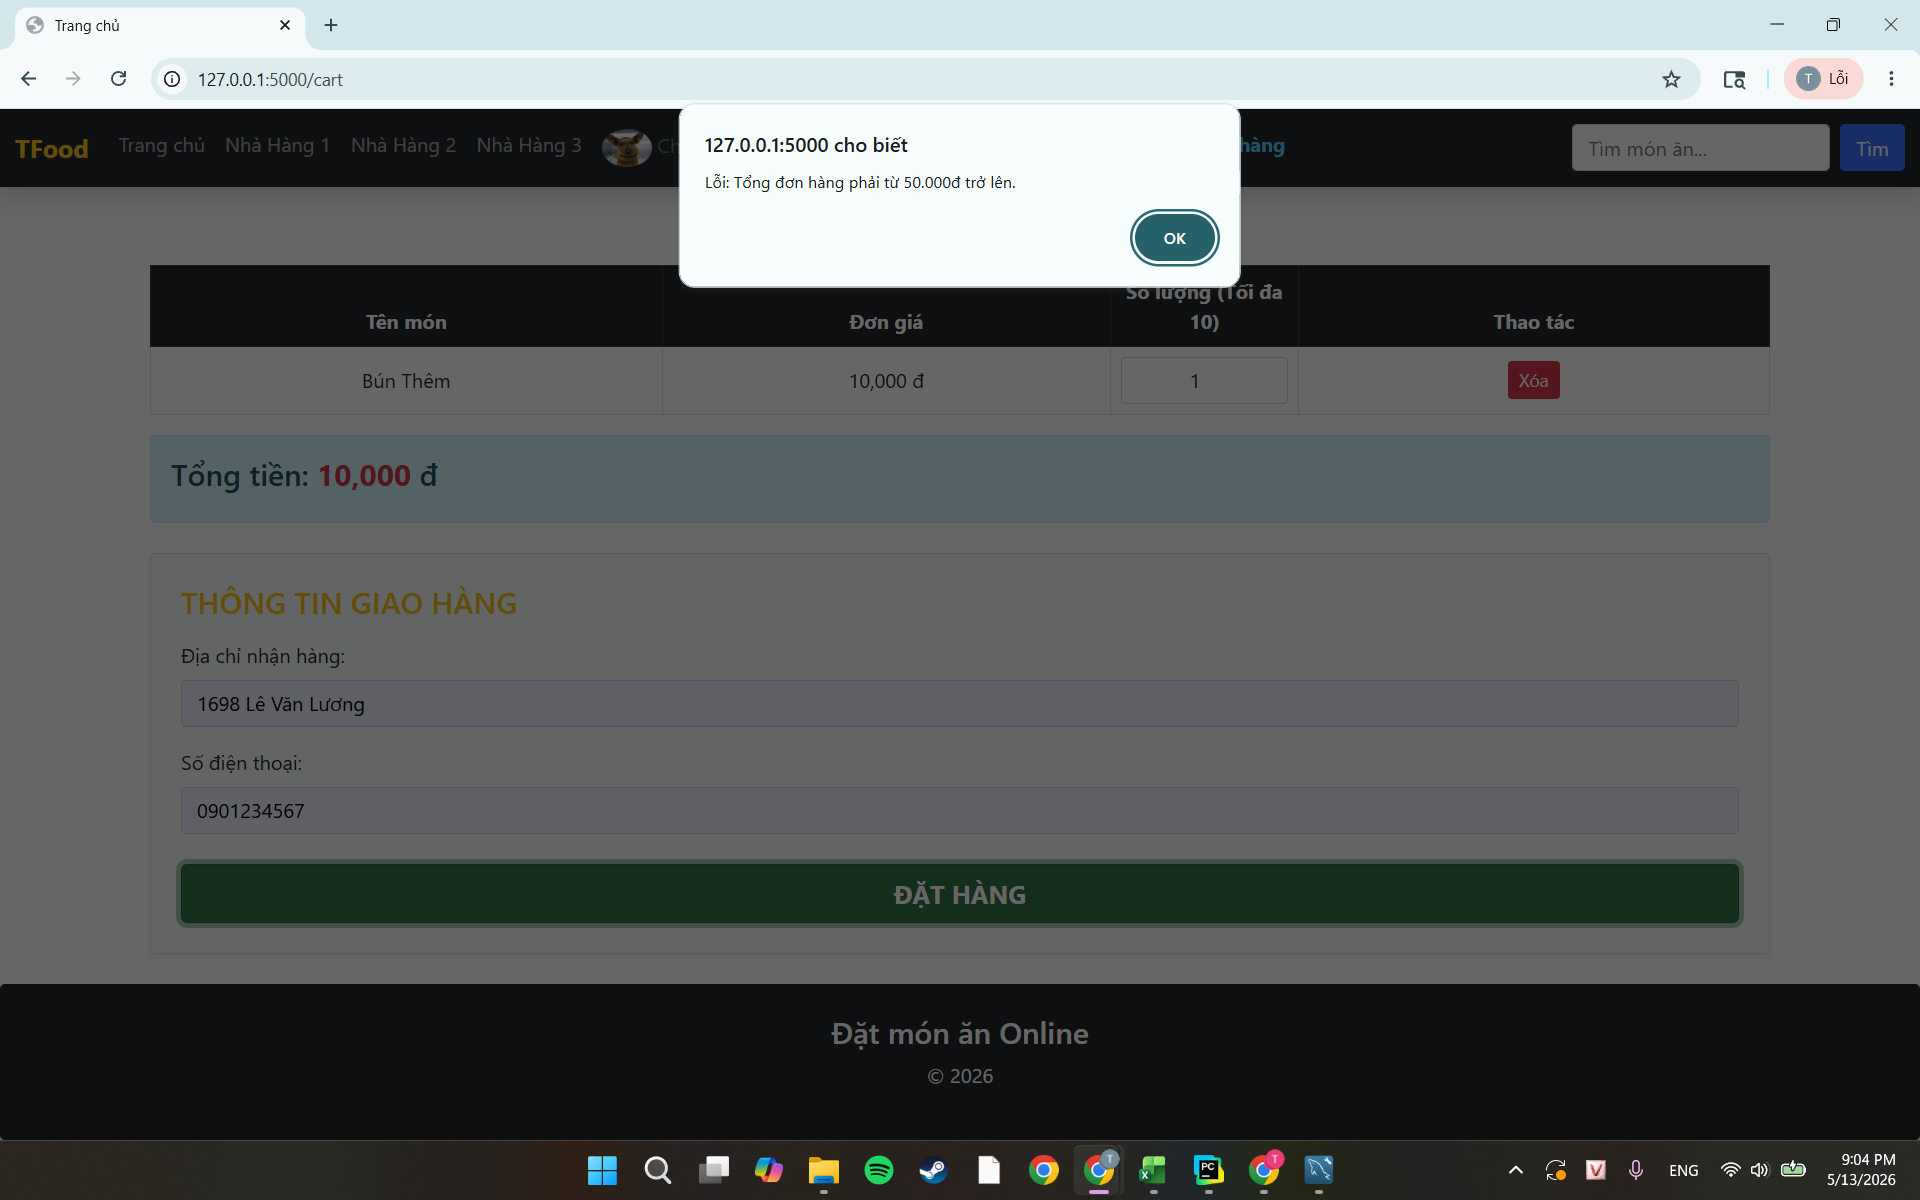 Trang chủ
127.0.0.1:5000/cart
T Lỗi
TFood Trang chủ Nhà Hàng 1 Nhà Hàng 2 Nhà Hàng 3 hàng Tìm món ăn... Tìm
127.0.0.1:5000 cho biết
Lỗi: Tổng đơn hàng phải từ 50.000đ trở lên.
OK
Tên món Đơn giá Số lượng (Tối đa 10) Thao tác
Bún Thêm 10,000 đ 1 Xóa
Tổng tiền: 10,000 đ
THÔNG TIN GIAO HÀNG
Địa chỉ nhận hàng:
1698 Lê Văn Lương
Số điện thoại:
0901234567
ĐẶT HÀNG
Đặt món ăn Online
© 2026
ENG 9:04 PM
5/13/2026